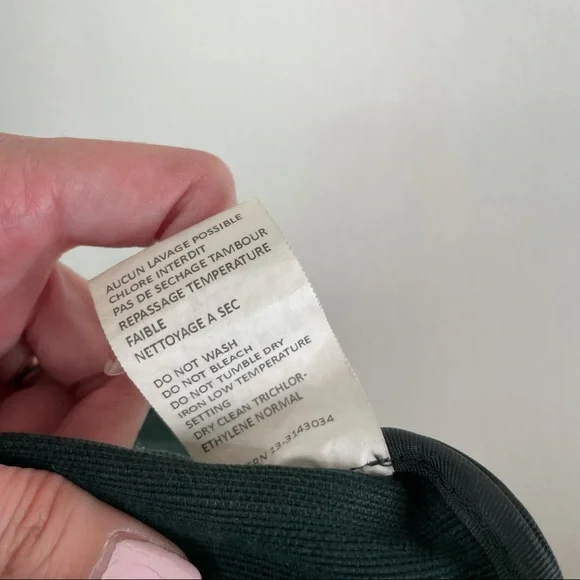 AUCUN LAVAGE POSSIBLE
CHLORE INTERDIT
PAS DE SECHAGE TAMBOUR
REPASSAGE TEMPERATURE
FAIBLE
NETTOYAGE A SEC
DO NOT WASH
DO NOT BLEACH
DO NOT TUMBLE DRY
IRON LOW TEMPERATURE
SETTING
DRY CLEAN TRICHLOR-
ETHYLENE NORMAL
13-3143034